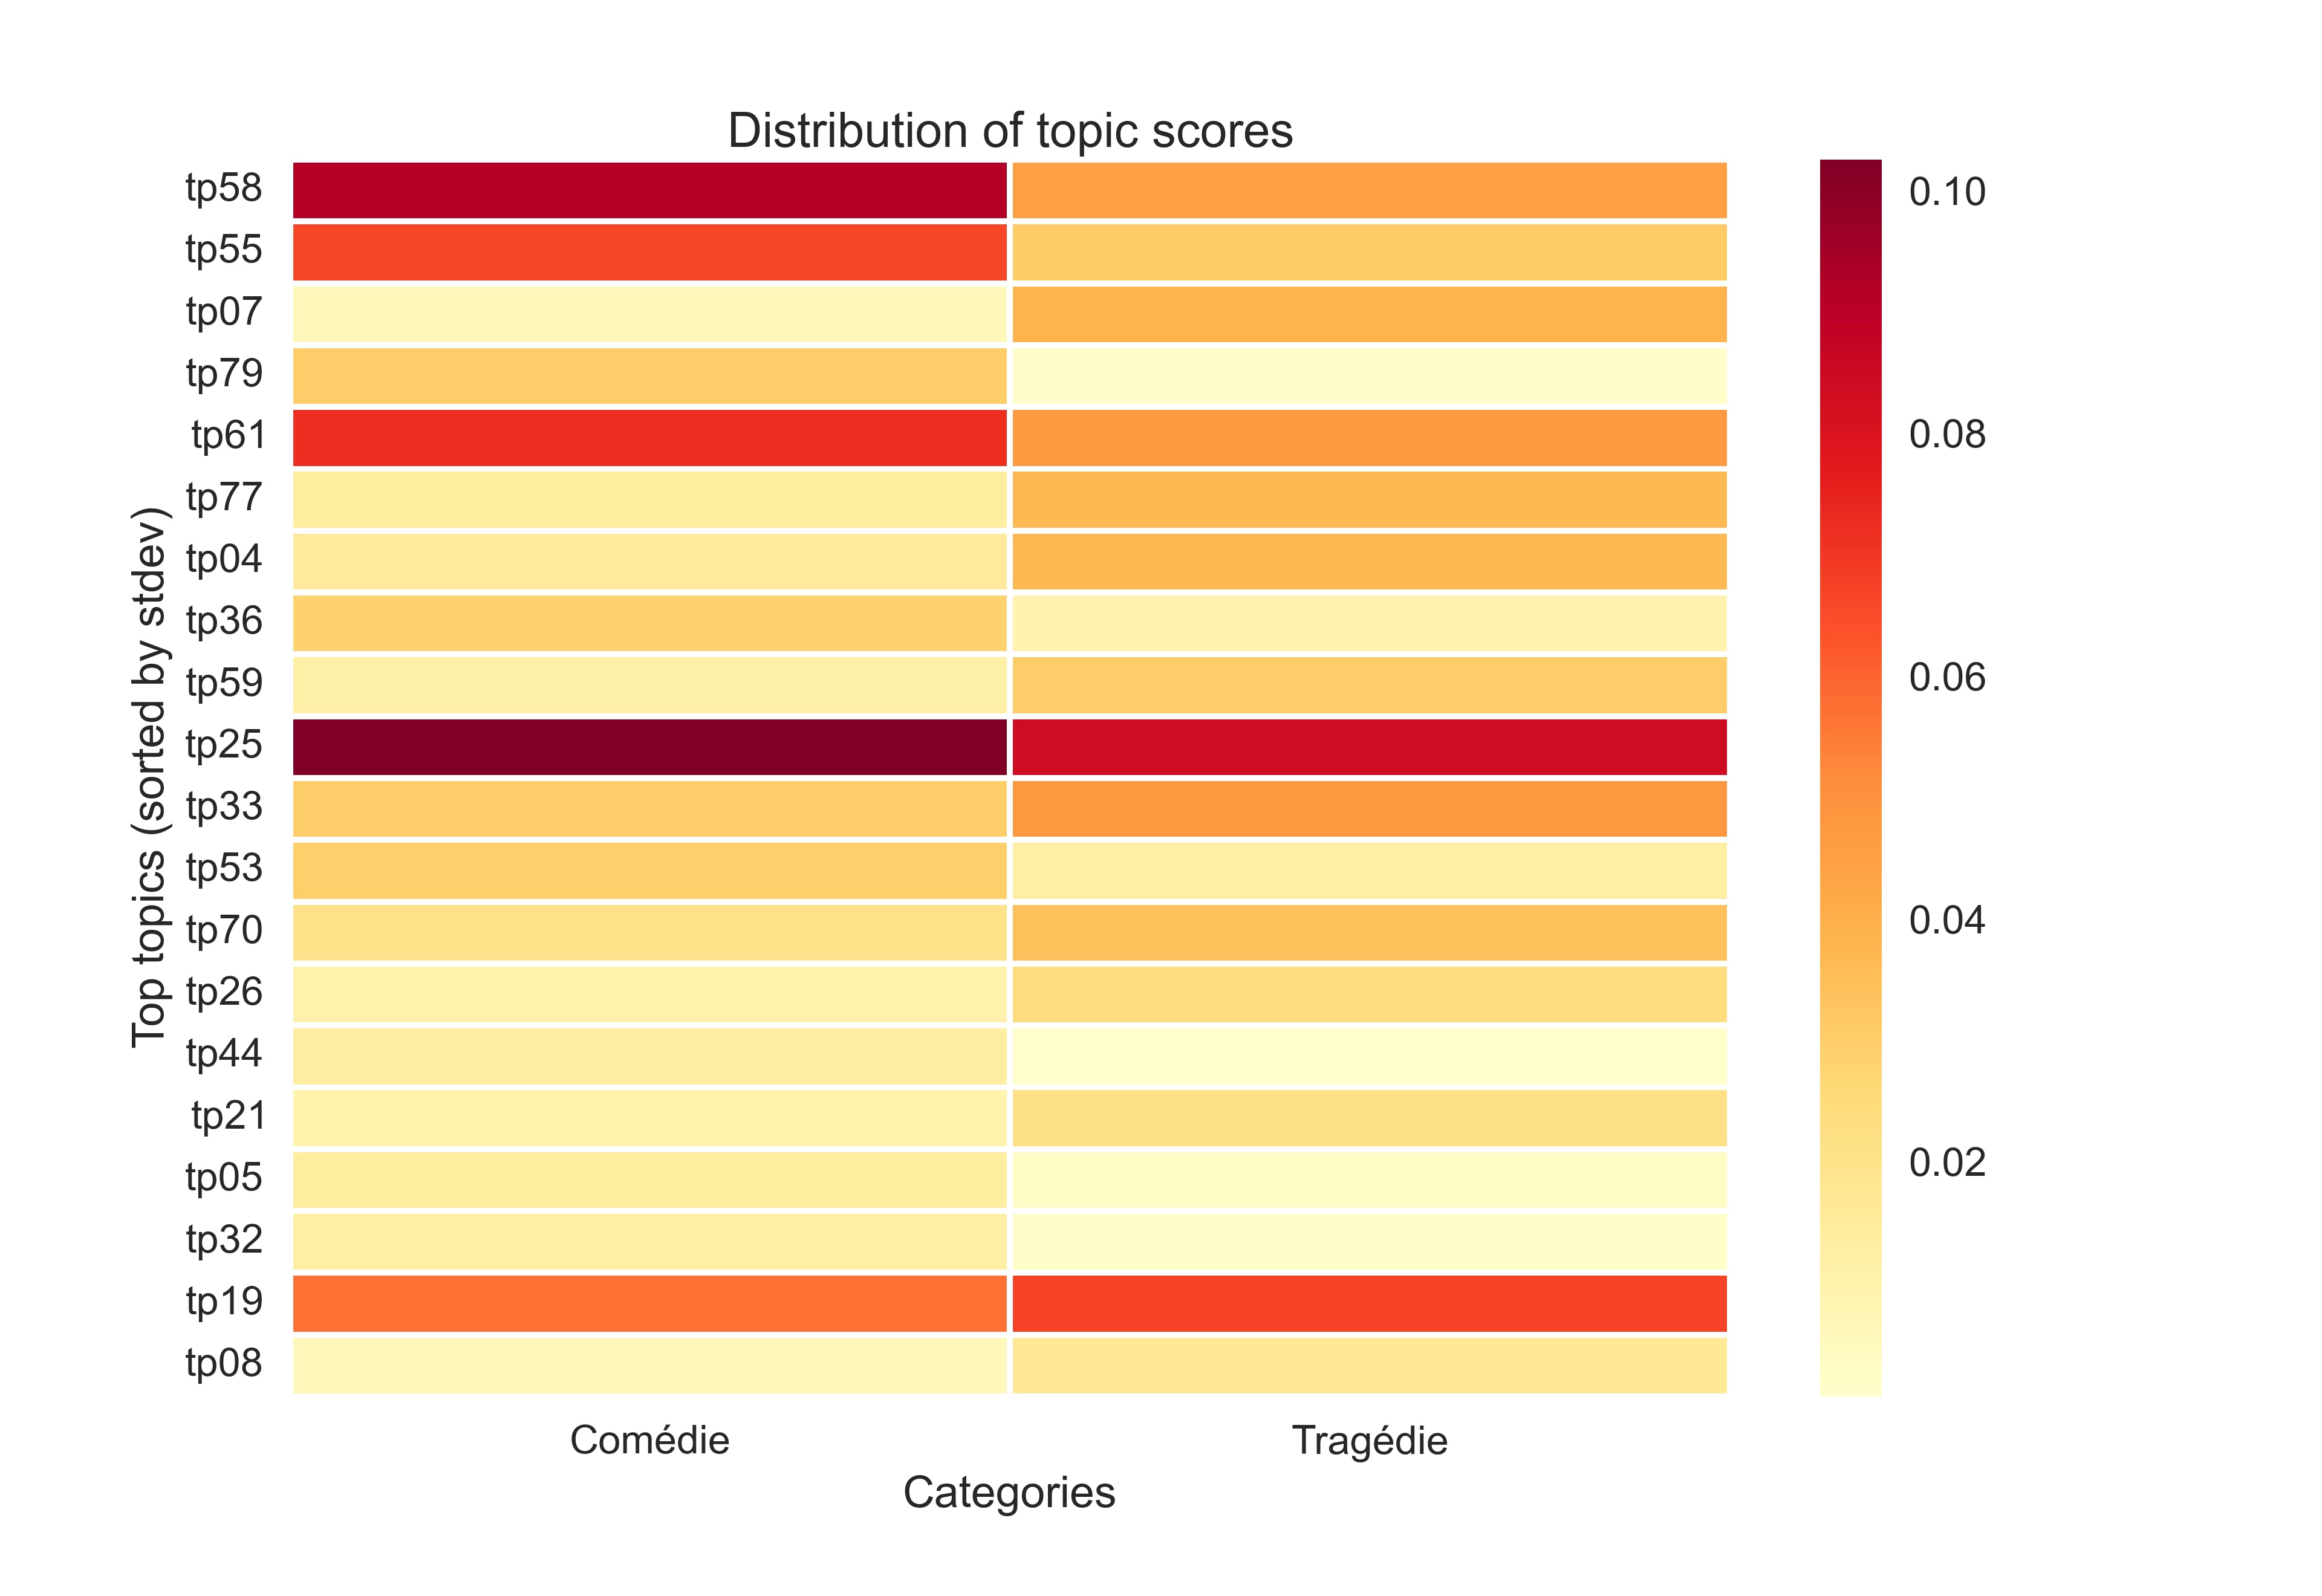 Distribution of topic scores
Top topics (sorted by stdev)
tp58
tp55
tp07
tp79
tp61
tp77
tp04
tp36
tp59
tp25
tp33
tp53
tp70
tp26
tp44
tp21
tp05
tp32
tp19
tp08
Comédie
Tragédie
Categories
0.10
0.08
0.06
0.04
0.02